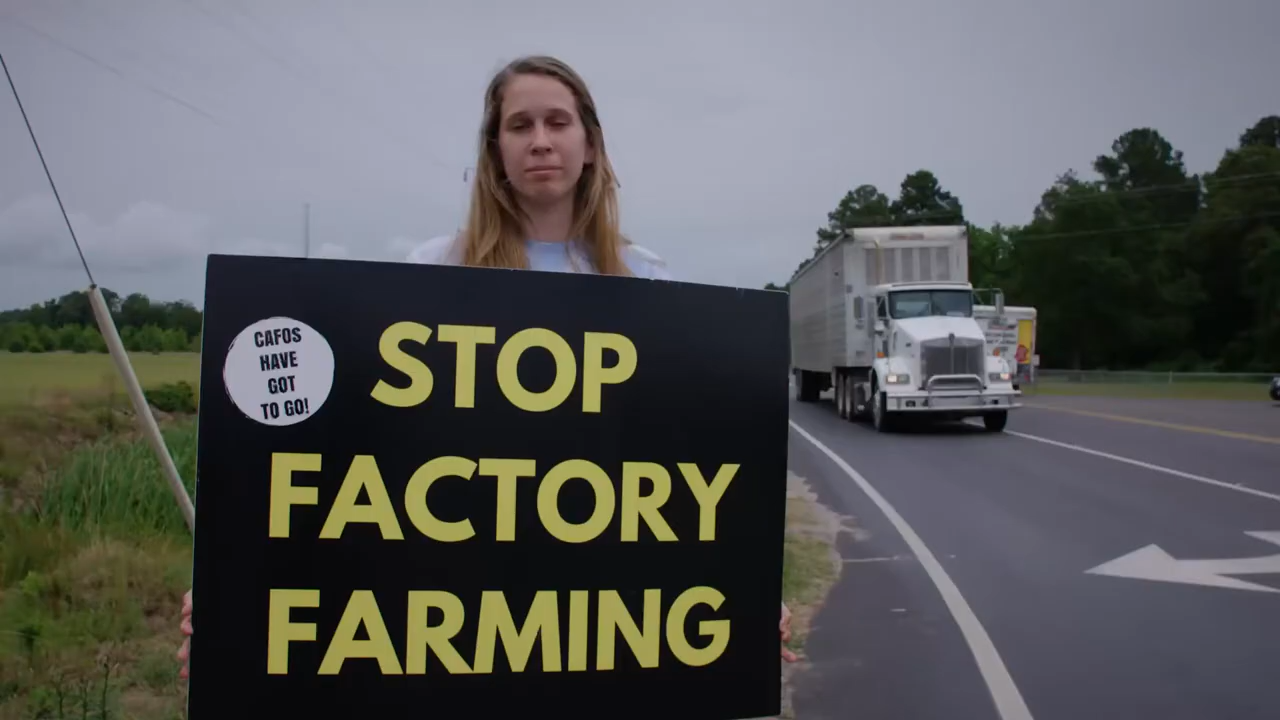 CAFOS
HAVE
GOT
TO GO!
STOP
FACTORY
FARMING